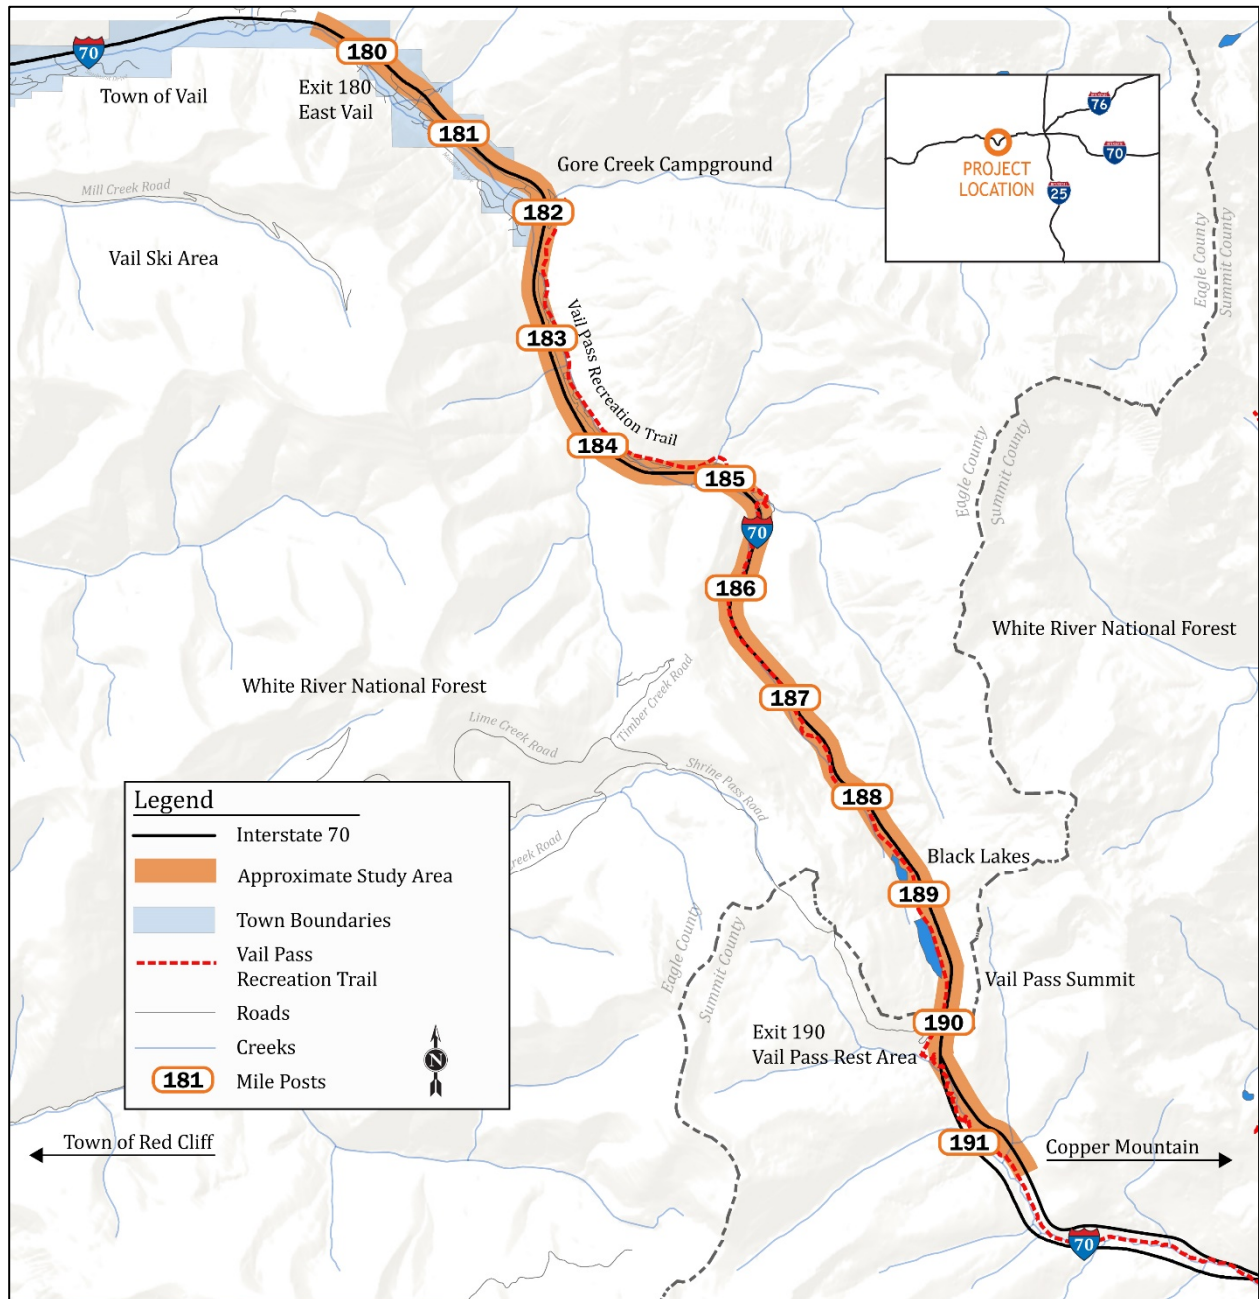 70
180
Town of Vail
Exit 180
East Vail
181
76
70
PROJECT
LOCATION
25
Gore Creek Campground
Mill Creek Road
182
Vail Ski Area
Eagle County
Summit County
Vail Pass Recreation Trail
183
184
185
70
Eagle County
Summit County
186
White River National Forest
White River National Forest
187
Timber Creek Road
Lime Creek Road
Shrine Pass Road
188
Creek Road
Black Lakes
189
Eagle County
Summit County
Vail Pass Summit
190
Exit 190
Vail Pass Rest Area
191
Copper Mountain
70
Legend
Interstate 70
Approximate Study Area
Town Boundaries
Vail Pass
Recreation Trail
Roads
Creeks
N
181
Mile Posts
Town of Red Cliff